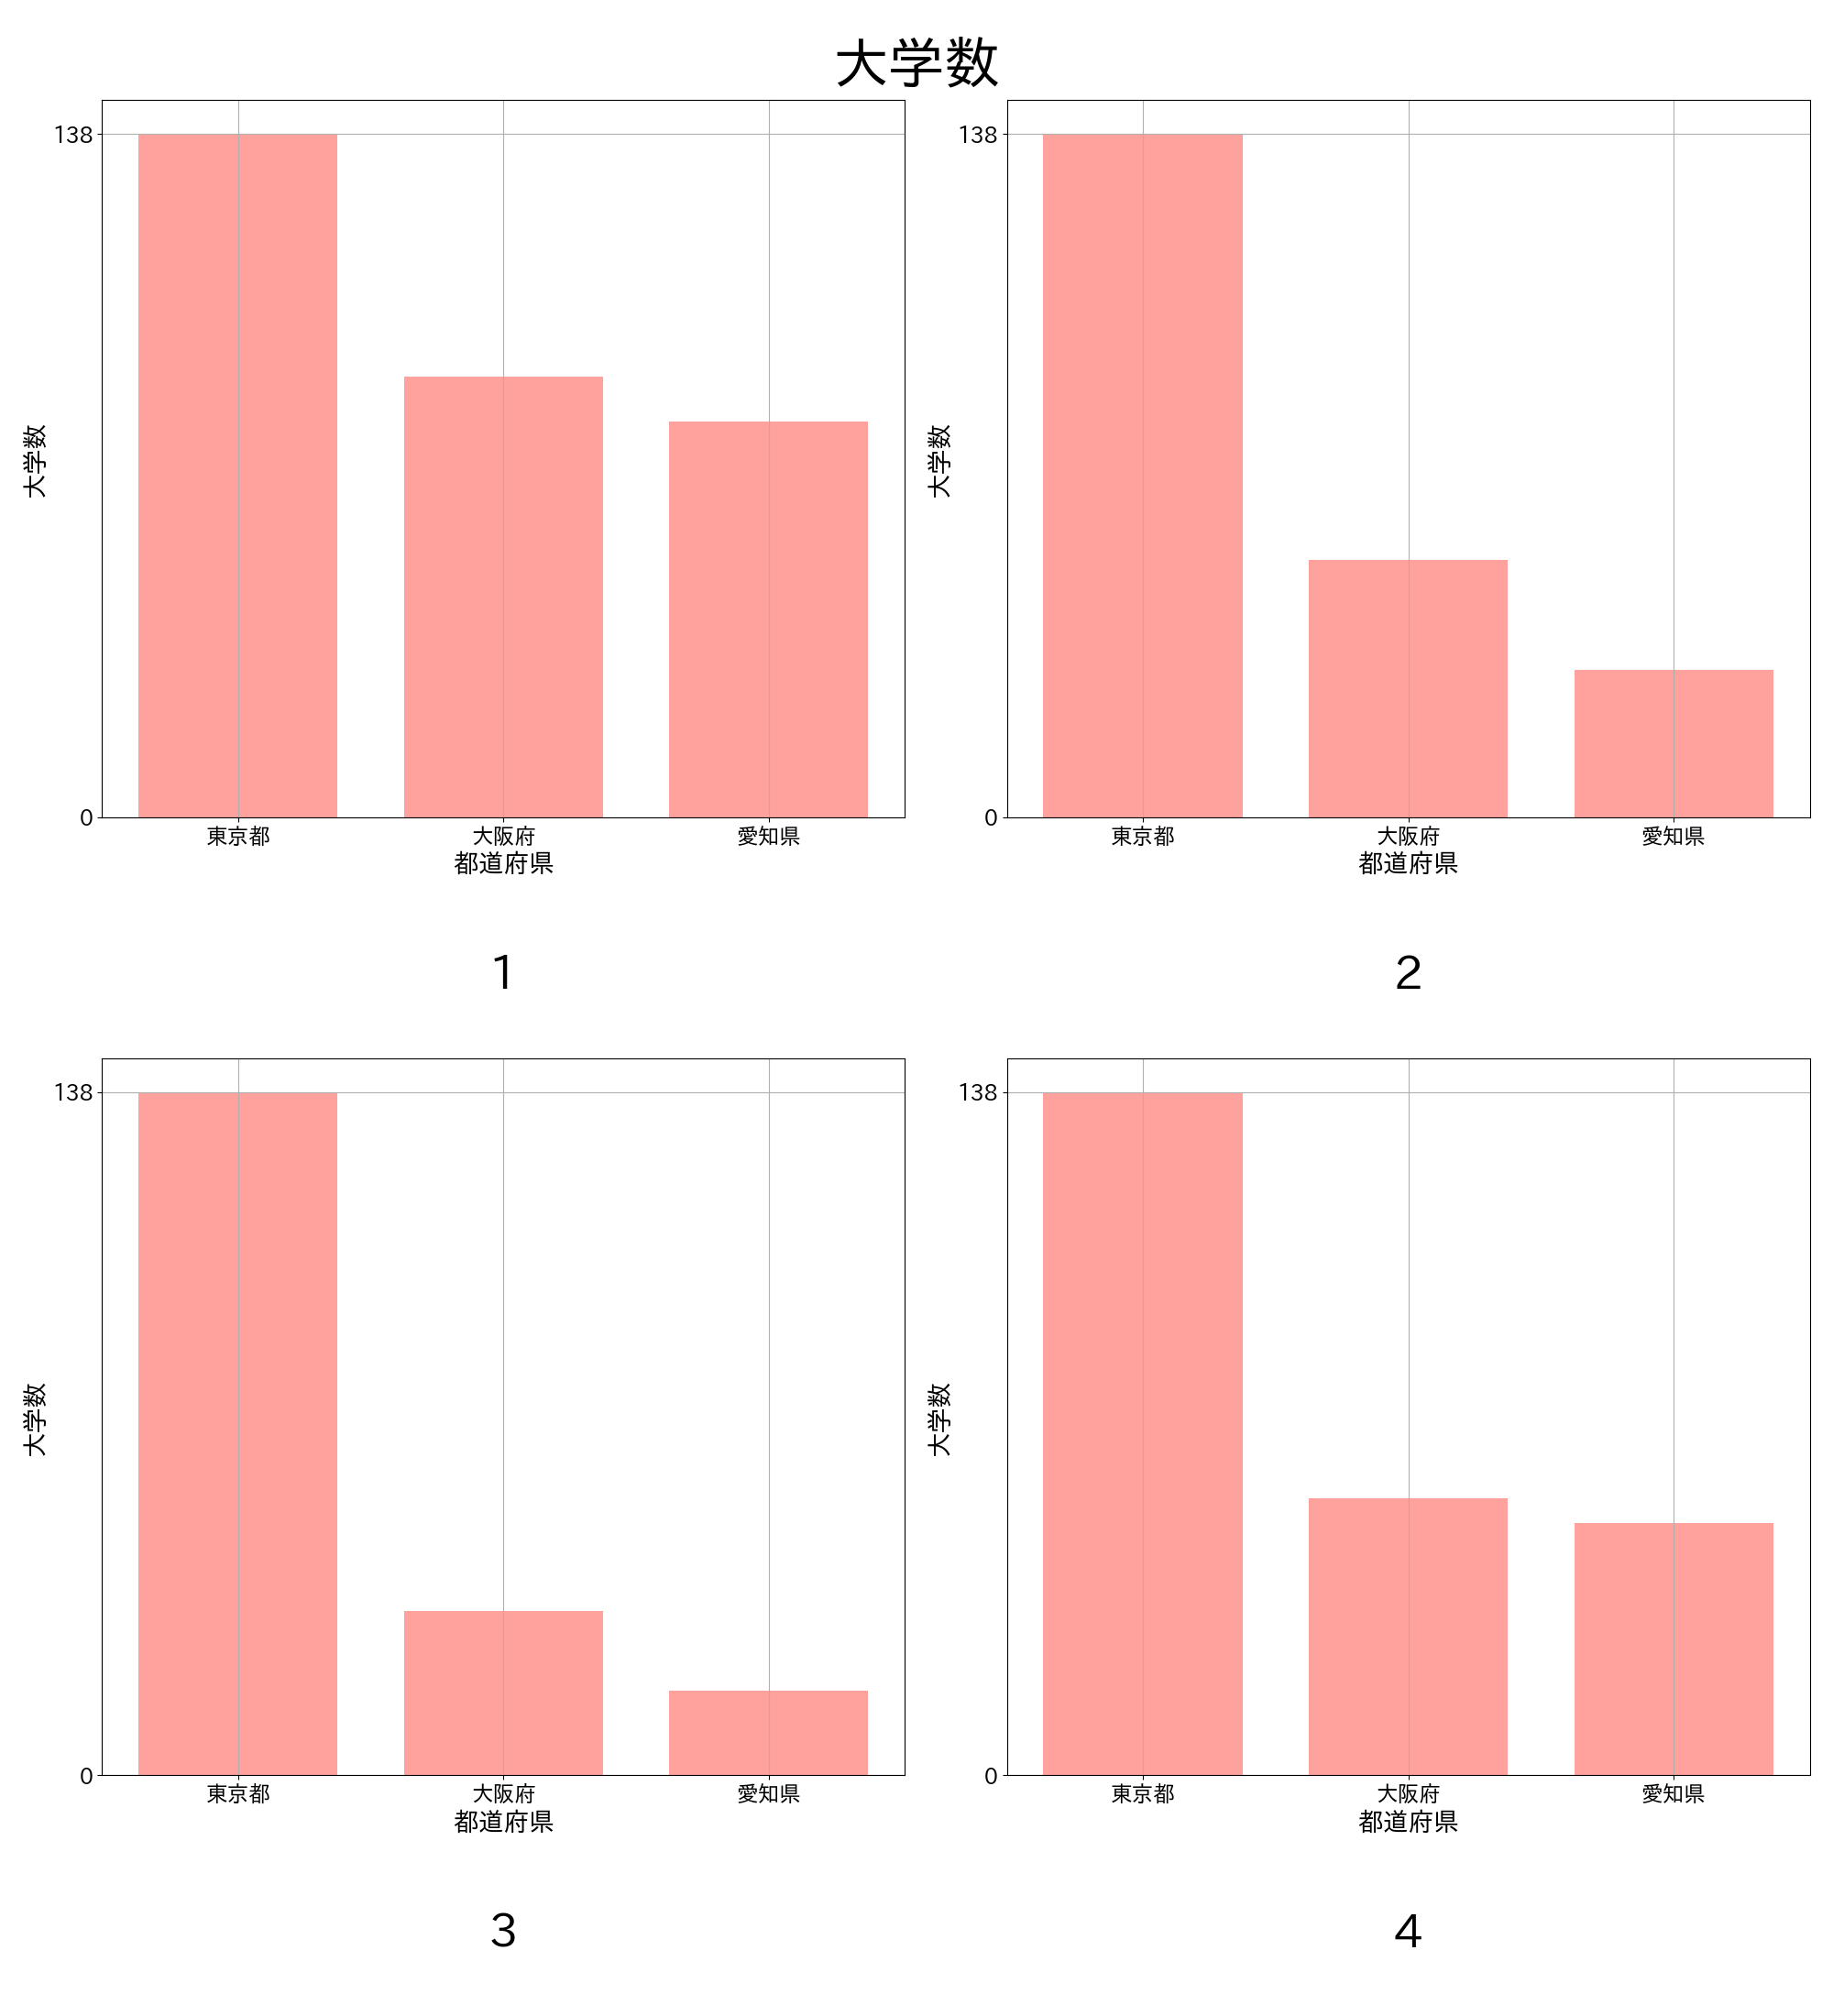 大学数
138
大学数
0
東京都 大阪府 愛知県
都道府県
1
138
大学数
0
東京都 大阪府 愛知県
都道府県
2
138
大学数
0
東京都 大阪府 愛知県
都道府県
3
138
大学数
0
東京都 大阪府 愛知県
都道府県
4